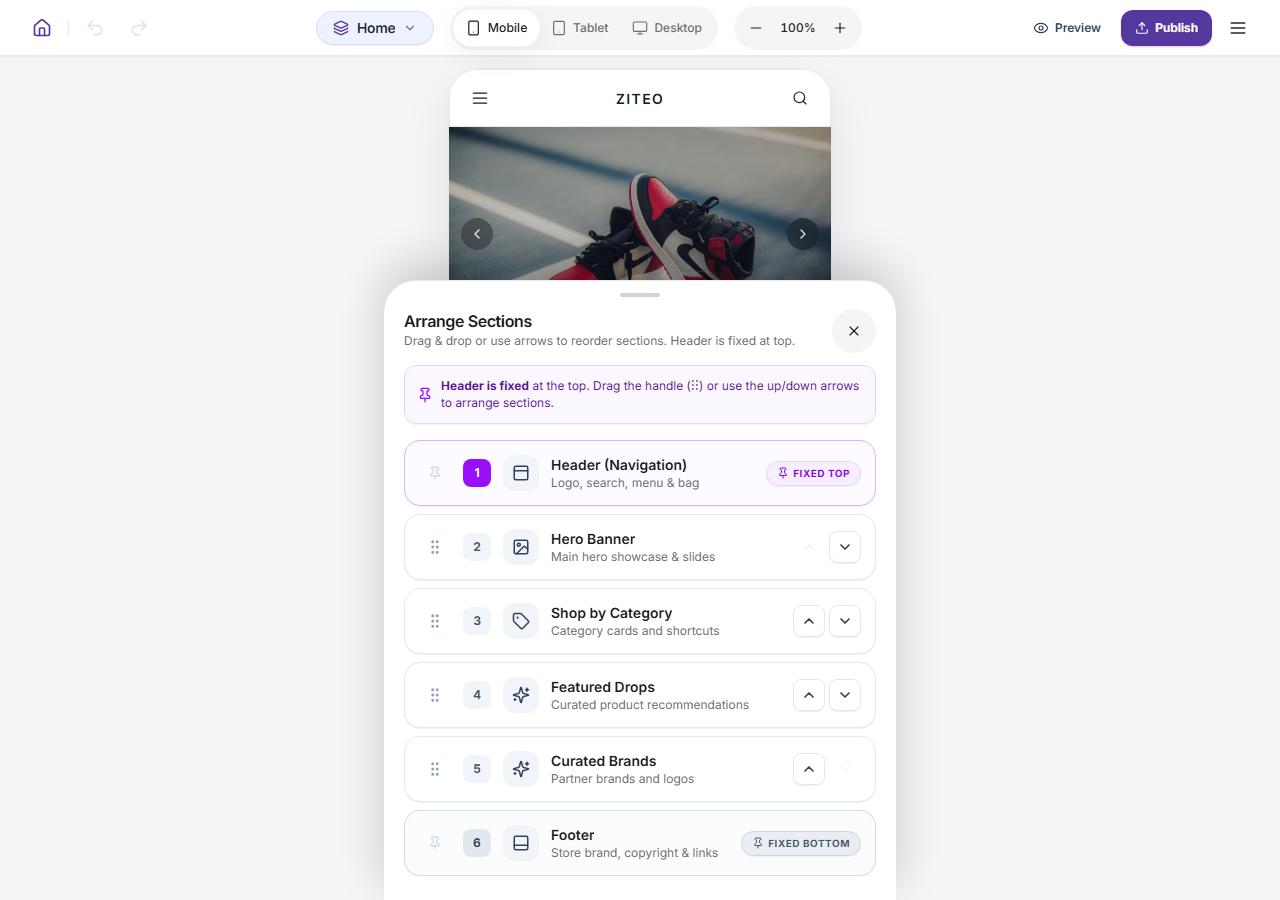 Home
Mobile
Tablet
Desktop
100%
Preview
Publish
ZITEO
Arrange Sections
Drag & drop or use arrows to reorder sections. Header is fixed at top.
Header is fixed at the top. Drag the handle (⠿) or use the up/down arrows
to arrange sections.
1
Header (Navigation)
Logo, search, menu & bag
FIXED TOP
2
Hero Banner
Main hero showcase & slides
3
Shop by Category
Category cards and shortcuts
4
Featured Drops
Curated product recommendations
5
Curated Brands
Partner brands and logos
6
Footer
Store brand, copyright & links
FIXED BOTTOM